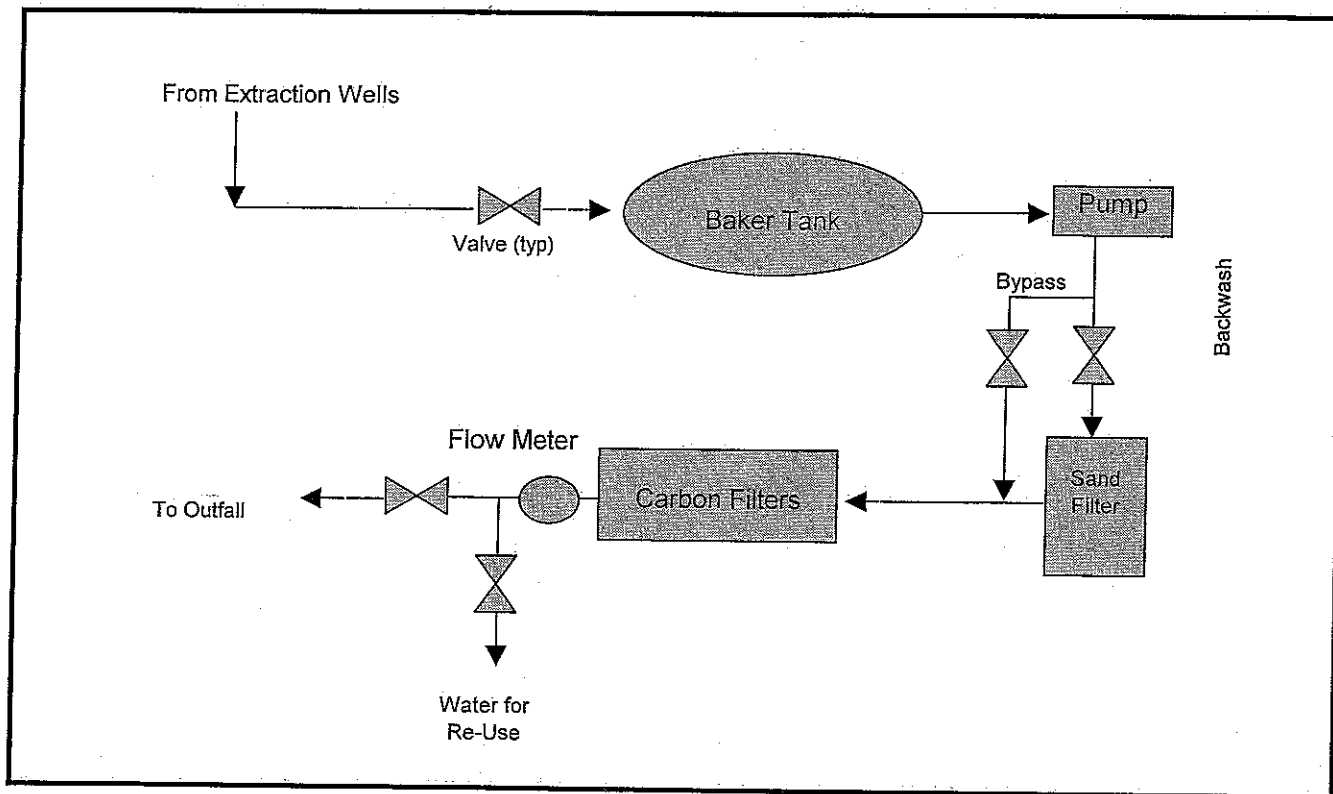 From Extraction Wells
Valve (typ)
Baker Tank
Pump
Bypass
Backwash
Flow Meter
Carbon Filters
Sand
Filter
To Outfall
Water for
Re-Use